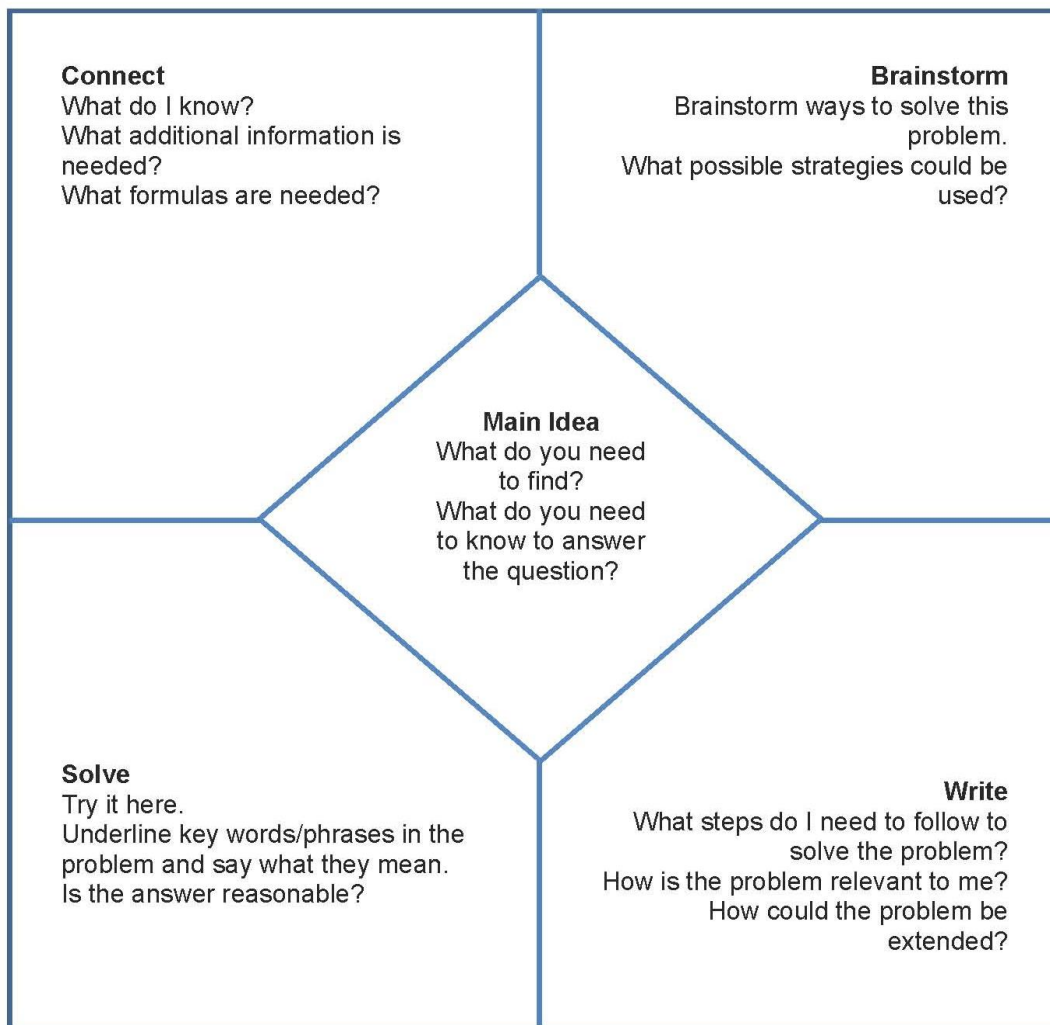 Connect
What do I know?
What additional information is
needed?
What formulas are needed?
Brainstorm
Brainstorm ways to solve this
problem.
What possible strategies could be
used?
Main Idea
What do you need
to find?
What do you need
to know to answer
the question?
Solve
Try it here.
Underline key words/phrases in the
problem and say what they mean.
Is the answer reasonable?
Write
What steps do I need to follow to
solve the problem?
How is the problem relevant to me?
How could the problem be
extended?